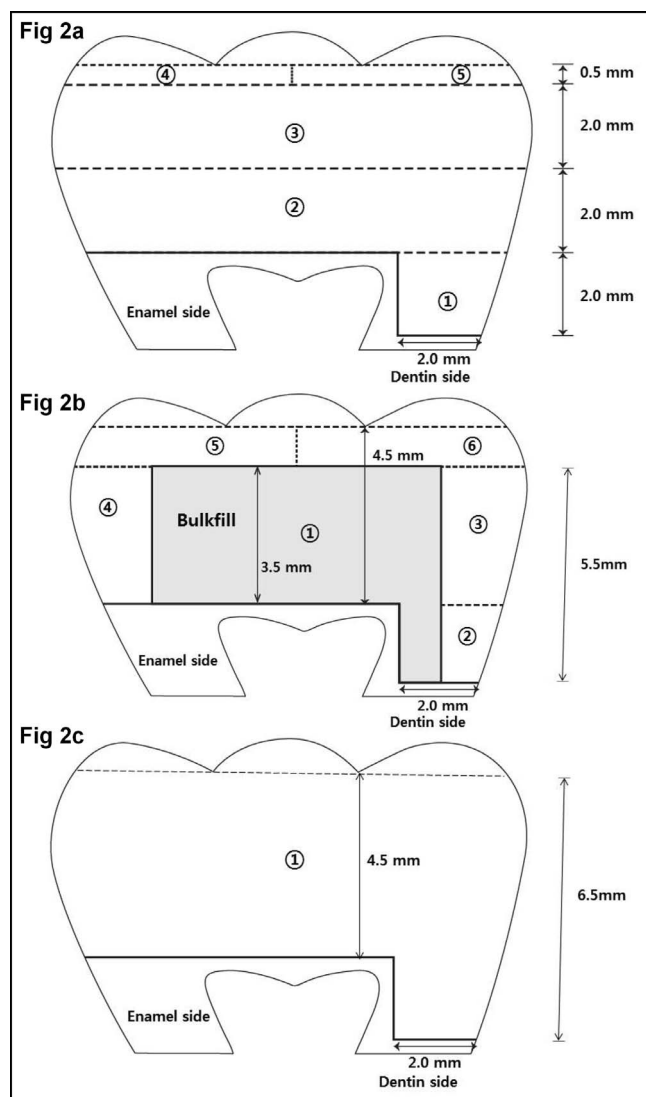 Fig 2a
④ ⑤ 0.5 mm
③ 2.0 mm
② 2.0 mm
Enamel side ① 2.0 mm
2.0 mm
Dentin side
Fig 2b
⑤ ⑥
4.5 mm
④ Bulkfill ① ③
3.5 mm 5.5mm
②
Enamel side
2.0 mm
Dentin side
Fig 2c
① 4.5 mm
6.5mm
Enamel side
2.0 mm
Dentin side